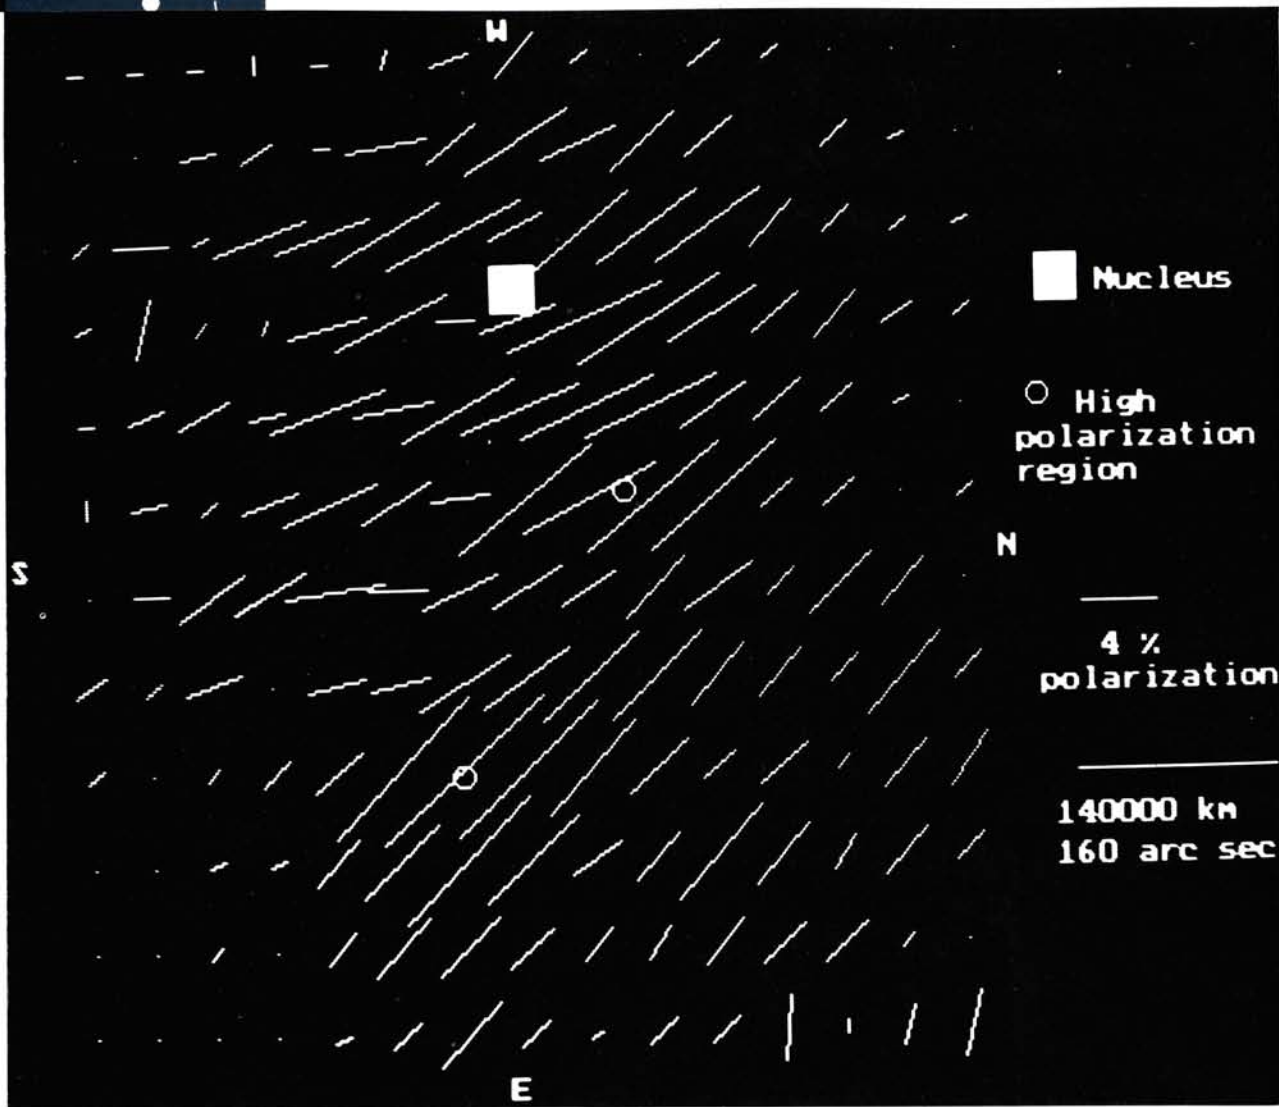 W
Nucleus
High
polarization
region
N
S
4 %
polarization
140000 km
160 arc sec
E